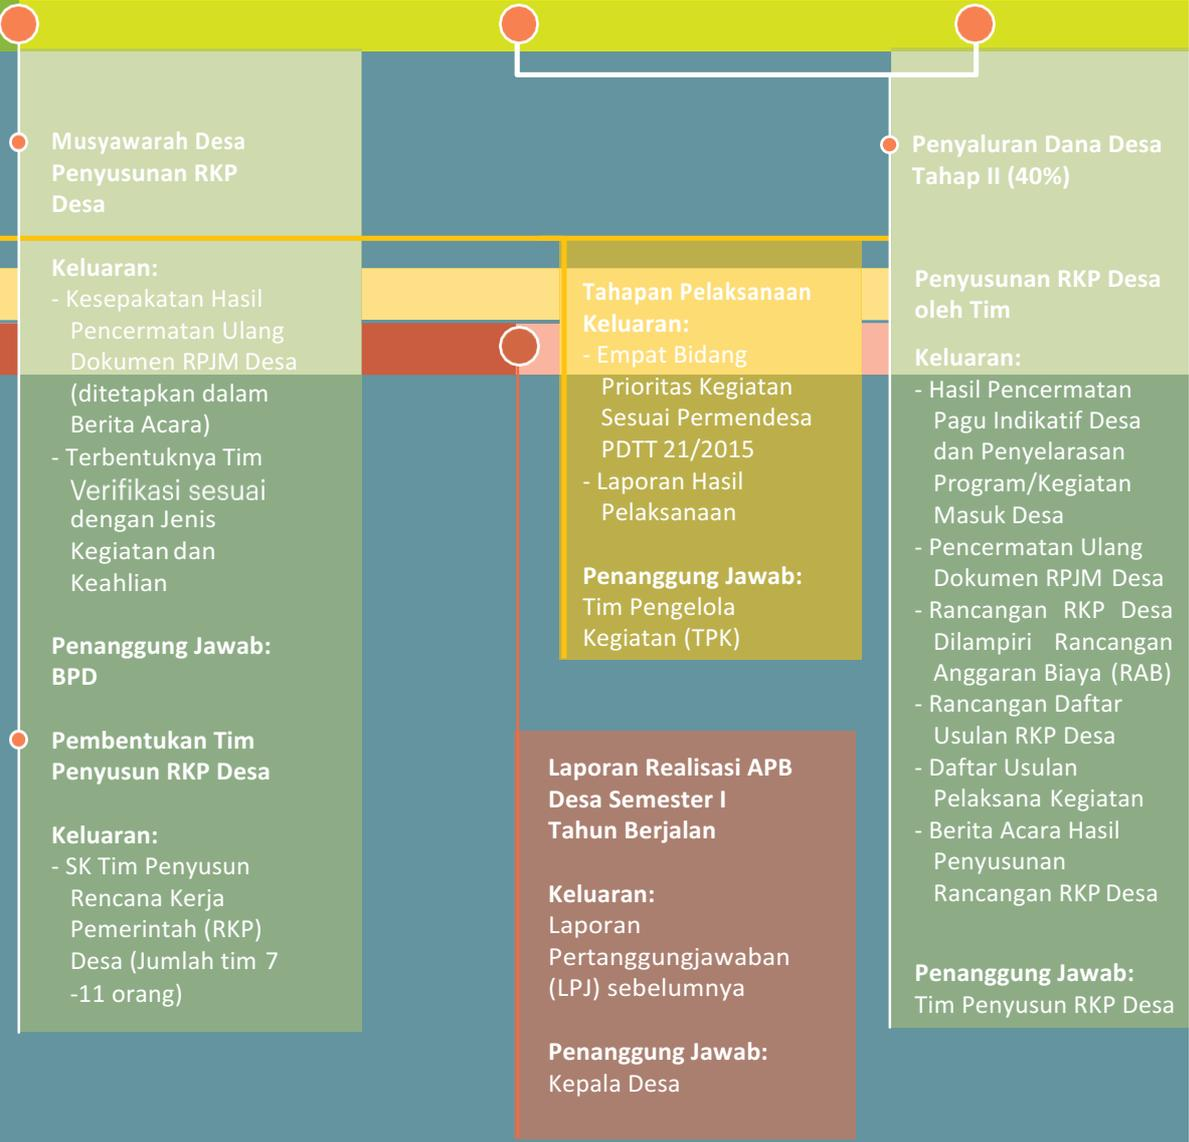 Musyawarah Desa
Penyusunan RKP
Desa
Keluaran:
- Kesepakatan Hasil
Pencermatan Ulang
Dokumen RPJM Desa
(ditetapkan dalam
Berita Acara)
- Terbentuknya Tim
Verifikasi sesuai
dengan Jenis
Kegiatan dan
Keahlian
Penanggung Jawab:
BPD
Pembentukan Tim
Penyusun RKP Desa
Keluaran:
- SK Tim Penyusun
Rencana Kerja
Pemerintah (RKP)
Desa (Jumlah tim 7
-11 orang)
Tahapan Pelaksanaan
Keluaran:
- Empat Bidang
Prioritas Kegiatan
Sesuai Permendesa
PDTT 21/2015
- Laporan Hasil
Pelaksanaan
Penanggung Jawab:
Tim Pengelola
Kegiatan (TPK)
Laporan Realisasi APB
Desa Semester I
Tahun Berjalan
Keluaran:
Laporan
Pertanggungjawaban
(LPJ) sebelumnya
Penanggung Jawab:
Kepala Desa
Penyaluran Dana Desa
Tahap II (40%)
Penyusunan RKP Desa
oleh Tim
Keluaran:
- Hasil Pencermatan
Pagu Indikatif Desa
dan Penyelarasan
Program/Kegiatan
Masuk Desa
- Pencermatan Ulang
Dokumen RPJM Desa
- Rancangan RKP Desa
Dilampiri Rancangan
Anggaran Biaya (RAB)
- Rancangan Daftar
Usulan RKP Desa
- Daftar Usulan
Pelaksana Kegiatan
- Berita Acara Hasil
Penyusunan
Rancangan RKP Desa
Penanggung Jawab:
Tim Penyusun RKP Desa